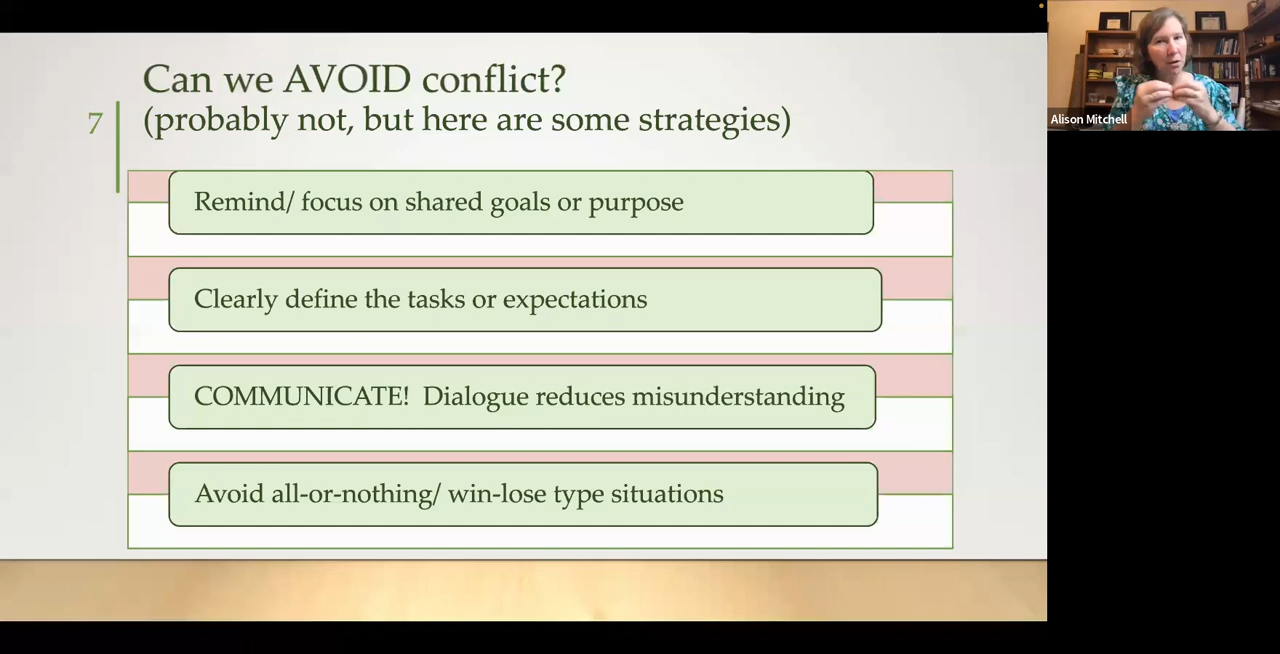 Can we AVOID conflict?
7
(probably not, but here are some strategies)
Remind/ focus on shared goals or purpose
Clearly define the tasks or expectations
COMMUNICATE!  Dialogue reduces misunderstanding
Avoid all-or-nothing/ win-lose type situations
Alison Mitchell